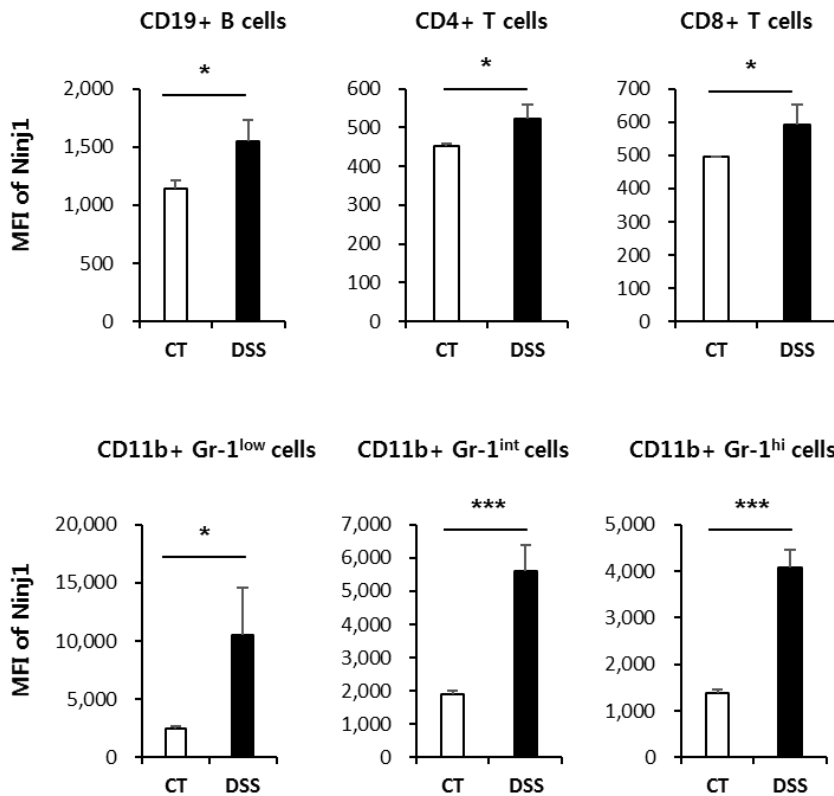 CD19+ B cells
CD4+ T cells
CD8+ T cells
MFI of Ninj1
*
2,000
1,500
1,000
500
0
CT
DSS
*
600
500
400
300
200
100
0
CT
DSS
*
700
600
500
400
300
200
100
0
CT
DSS
CD11b+ Gr-1low cells
CD11b+ Gr-1int cells
CD11b+ Gr-1hi cells
MFI of Ninj1
*
20,000
15,000
10,000
5,000
0
CT
DSS
***
7,000
6,000
5,000
4,000
3,000
2,000
1,000
0
CT
DSS
***
5,000
4,000
3,000
2,000
1,000
0
CT
DSS